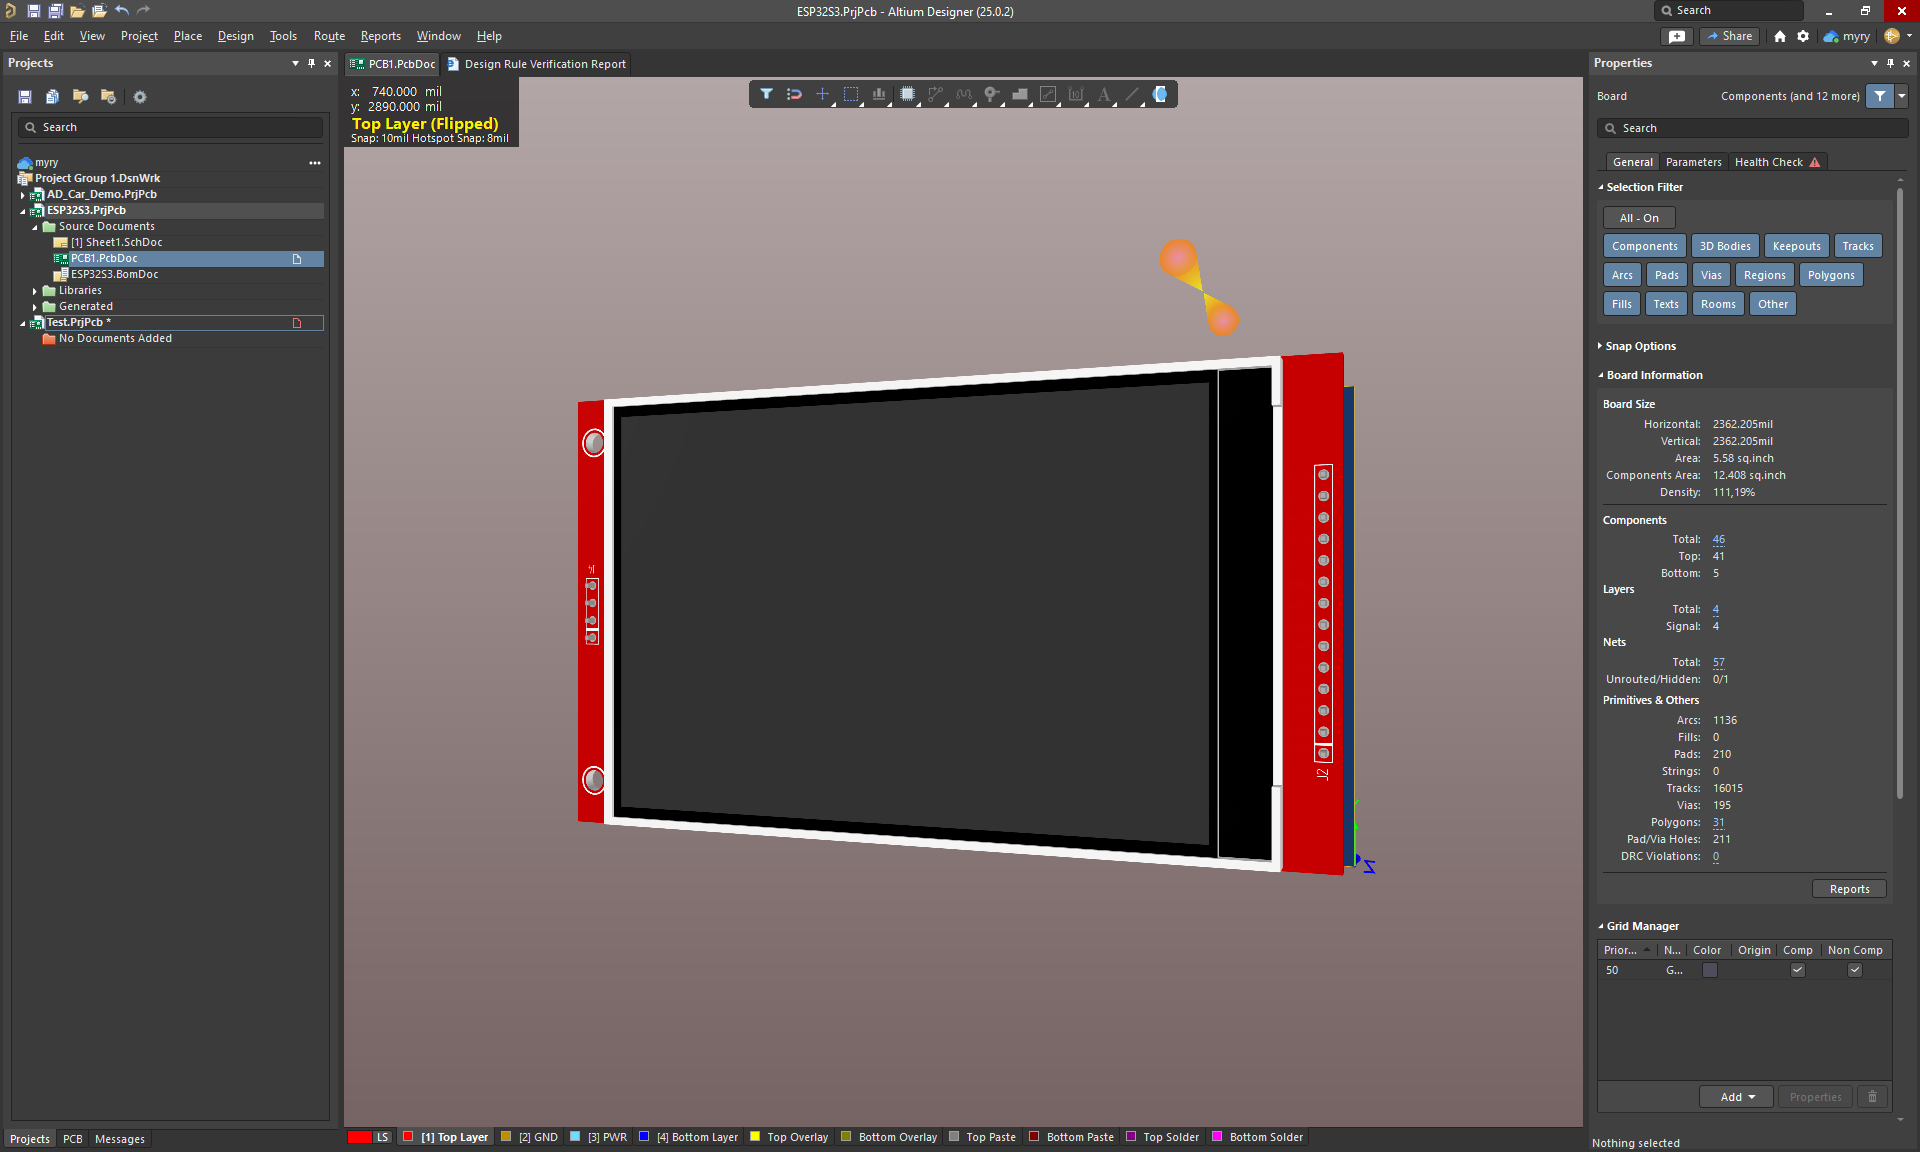 ESP32S3.PrjPcb - Altium Designer (25.0.2)
Search
File Edit View Project Place Design Tools Route Reports Window Help
Share
myry
Projects
Search
myry
Project Group 1.DsnWrk
AD_Car_Demo.PrjPcb
ESP32S3.PrjPcb
Source Documents
[1] Sheet1.SchDoc
PCB1.PcbDoc
ESP32S3.BomDoc
Libraries
Generated
Test.PrjPcb *
No Documents Added
Projects PCB Messages
PCB1.PcbDoc Design Rule Verification Report
x: 740.000 mil
y: 2890.000 mil
Top Layer (Flipped)
Snap: 10mil Hotspot Snap: 8mil
J2
Z
LS [1] Top Layer [2] GND [3] PWR [4] Bottom Layer Top Overlay Bottom Overlay Top Paste Bottom Paste Top Solder Bottom Solder
Properties
Board Components (and 12 more)
Search
General Parameters Health Check
Selection Filter
All - On
Components 3D Bodies Keepouts Tracks
Arcs Pads Vias Regions Polygons
Fills Texts Rooms Other
Snap Options
Board Information
Board Size
Horizontal: 2362.205mil
Vertical: 2362.205mil
Area: 5.58 sq.inch
Components Area: 12.408 sq.inch
Density: 111,19%
Components
Total: 46
Top: 41
Bottom: 5
Layers
Total: 4
Signal: 4
Nets
Total: 57
Unrouted/Hidden: 0/1
Primitives & Others
Arcs: 1136
Fills: 0
Pads: 210
Strings: 0
Tracks: 16015
Vias: 195
Polygons: 31
Pad/Via Holes: 211
DRC Violations: 0
Reports
Grid Manager
Prior... N... Color Origin Comp Non Comp
50 G...
Add Properties
Nothing selected